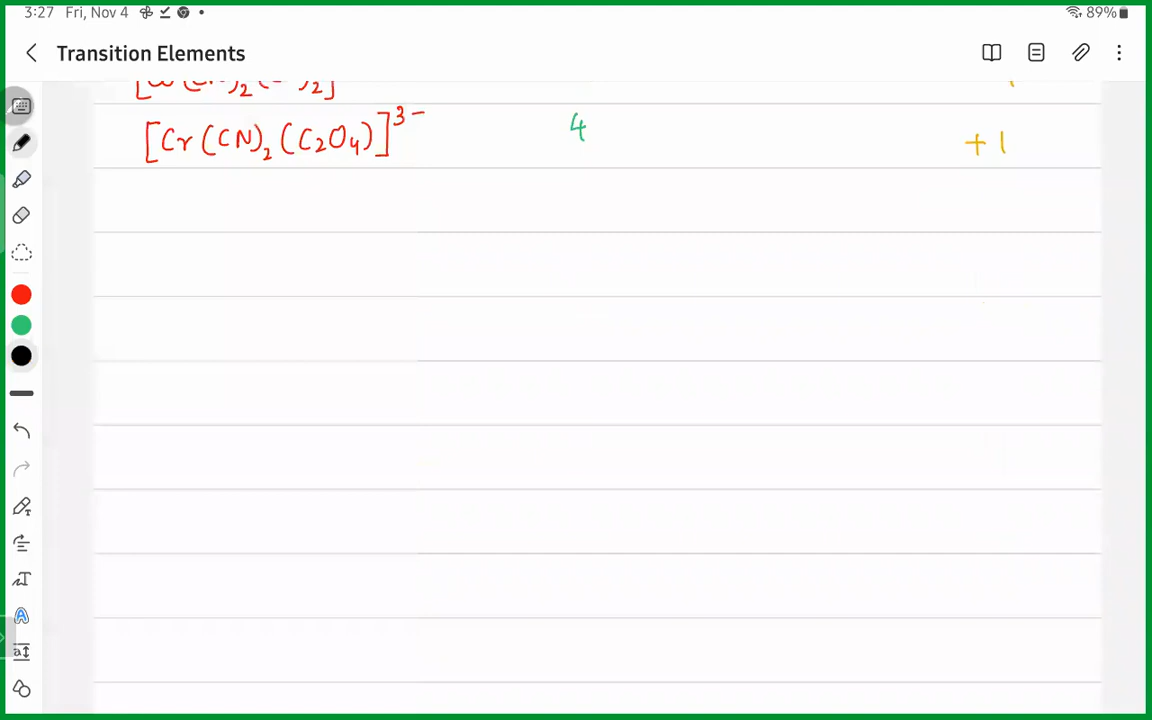 3:27 Fri, Nov 4 89%
Transition Elements
[Cr(CN)₂(C₂O₄)]³⁻ 4 +1